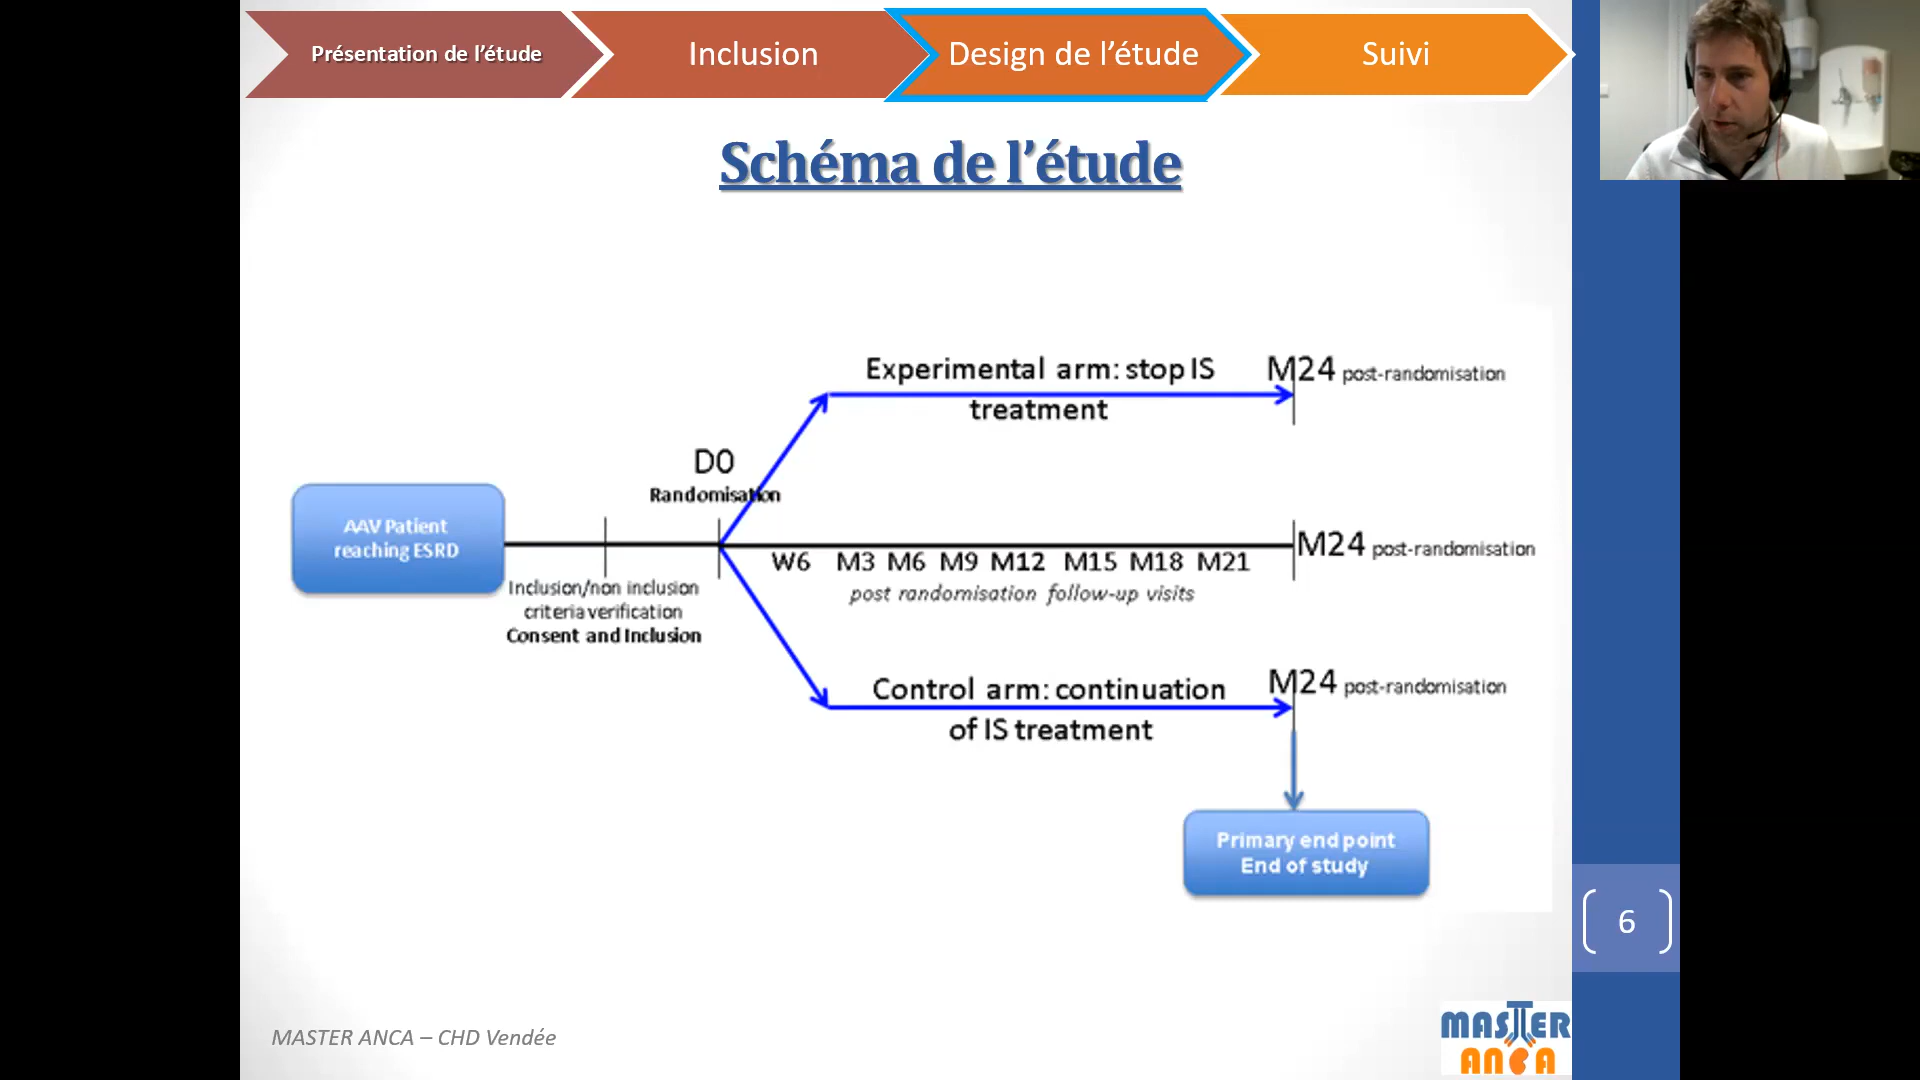 Présentation de l’étude
Inclusion
Design de l’étude
Suivi
Schéma de l’étude
Experimental arm: stop IS
treatment
M24 post-randomisation
D0
Randomisation
AAV Patient
reaching ESRD
Inclusion/non inclusion
criteria verification
Consent and Inclusion
W6 M3 M6 M9 M12 M15 M18 M21
post randomisation follow-up visits
M24 post-randomisation
Control arm: continuation
of IS treatment
M24 post-randomisation
Primary end point
End of study
6
MASTER ANCA – CHD Vendée
MASTER
ANCA